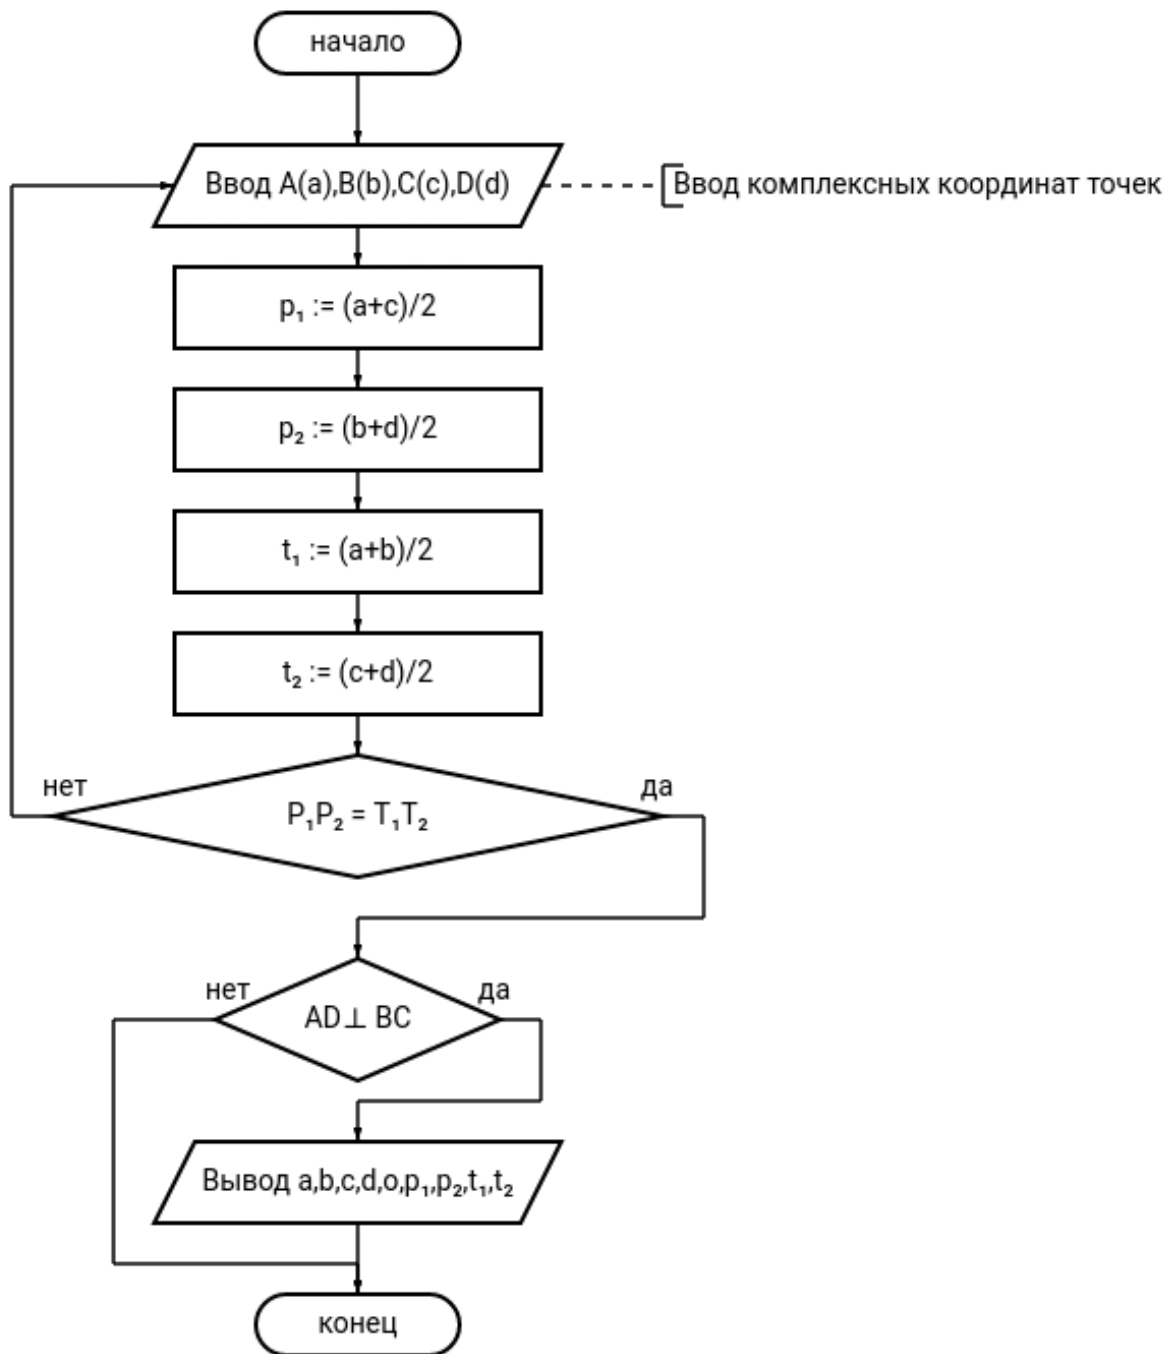 начало
Ввод A(a),B(b),C(c),D(d)
Ввод комплексных координат точек
p₁ := (a+c)/2
p₂ := (b+d)/2
t₁ := (a+b)/2
t₂ := (c+d)/2
нет
да
P₁P₂ = T₁T₂
нет
да
AD⊥ BC
Вывод a,b,c,d,o,p₁,p₂,t₁,t₂
конец